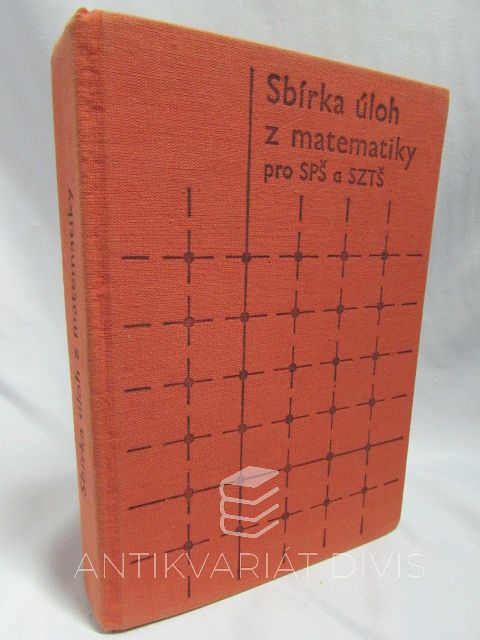 Sbírka úloh
z matematiky
pro SPŠ a SZTŠ
Sbírka úloh z matematiky
ANTIKVARIÁT DIVIŠ